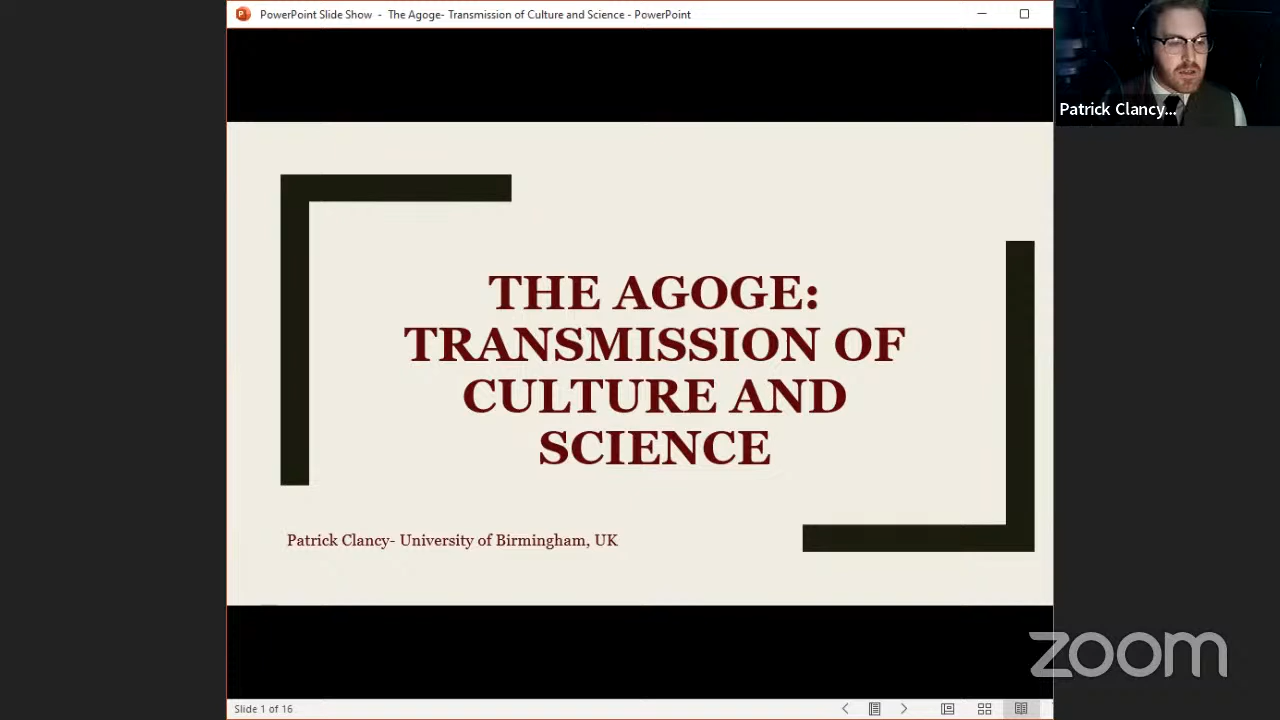 PowerPoint Slide Show - The Agoge- Transmission of Culture and Science - PowerPoint
Patrick Clancy...
THE AGOGE:
TRANSMISSION OF
CULTURE AND
SCIENCE
Patrick Clancy- University of Birmingham, UK
zoom
Slide 1 of 16